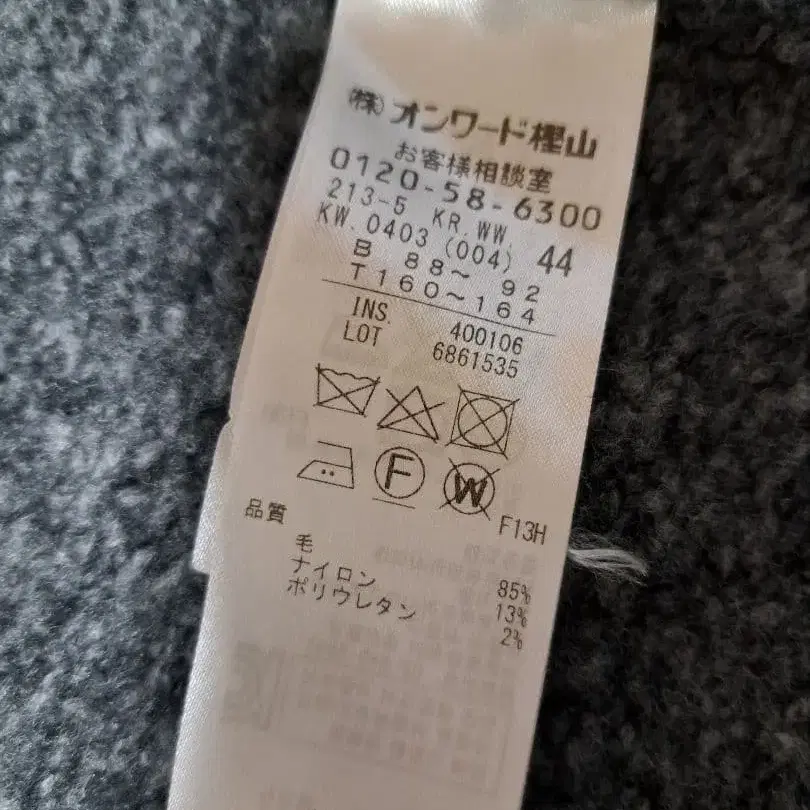 (株)オンワード樫山
お客様相談室
0120-58-6300
213-5 KR.WW.
KW.0403 (004) 44
B 88〜 92
T160〜164
INS. 400106
LOT 6861535
F
W
F13H
品質
毛 85%
ナイロン 13%
ポリウレタン 2%